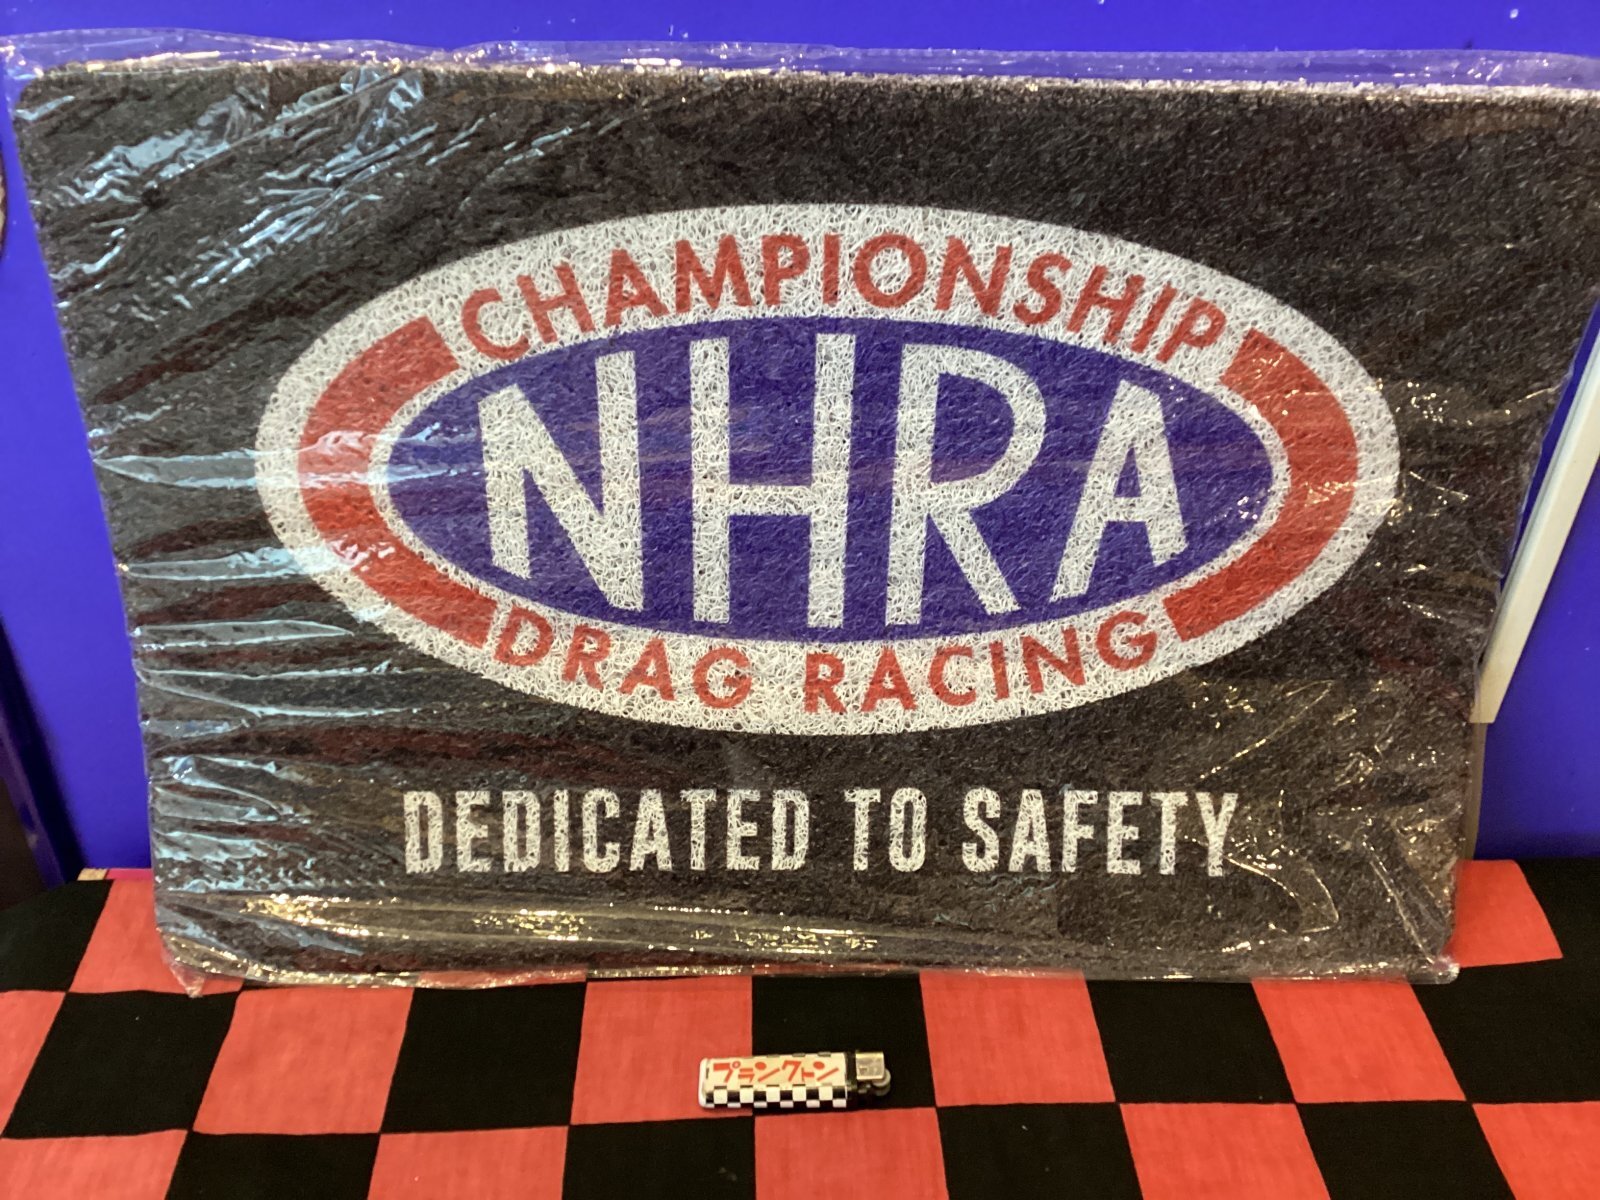 CHAMPIONSHIP
NHRA
DRAG RACING
DEDICATED TO SAFETY
プランクトン